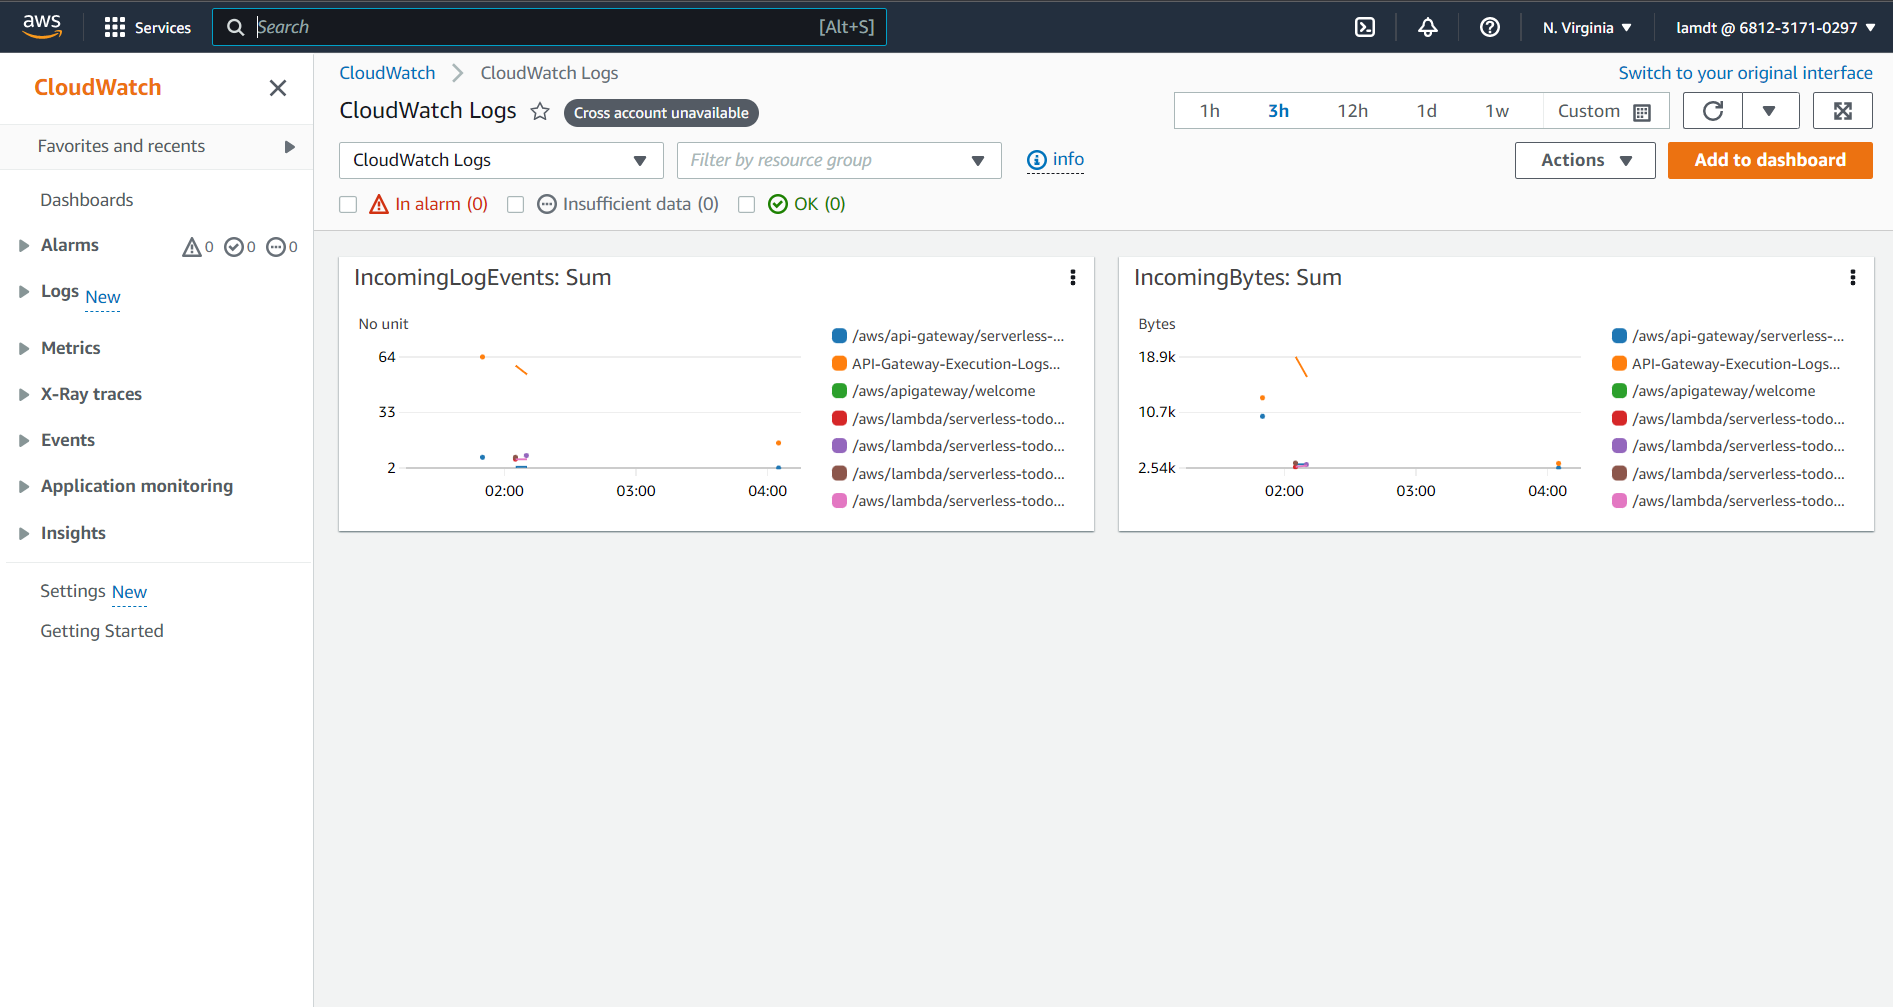 aws
Services
Search
[Alt+S]
N. Virginia
lamdt @ 6812-3171-0297
CloudWatch
Favorites and recents
Dashboards
Alarms
0
0
0
Logs
New
Metrics
X-Ray traces
Events
Application monitoring
Insights
Settings
New
Getting Started
CloudWatch
CloudWatch Logs
Switch to your original interface
CloudWatch Logs
Cross account unavailable
1h
3h
12h
1d
1w
Custom
CloudWatch Logs
Filter by resource group
info
Actions
Add to dashboard
In alarm (0)
Insufficient data (0)
OK (0)
IncomingLogEvents: Sum
No unit
64
33
2
02:00
03:00
04:00
/aws/api-gateway/serverless-...
API-Gateway-Execution-Logs...
/aws/apigateway/welcome
/aws/lambda/serverless-todo...
/aws/lambda/serverless-todo...
/aws/lambda/serverless-todo...
/aws/lambda/serverless-todo...
IncomingBytes: Sum
Bytes
18.9k
10.7k
2.54k
02:00
03:00
04:00
/aws/api-gateway/serverless-...
API-Gateway-Execution-Logs...
/aws/apigateway/welcome
/aws/lambda/serverless-todo...
/aws/lambda/serverless-todo...
/aws/lambda/serverless-todo...
/aws/lambda/serverless-todo...